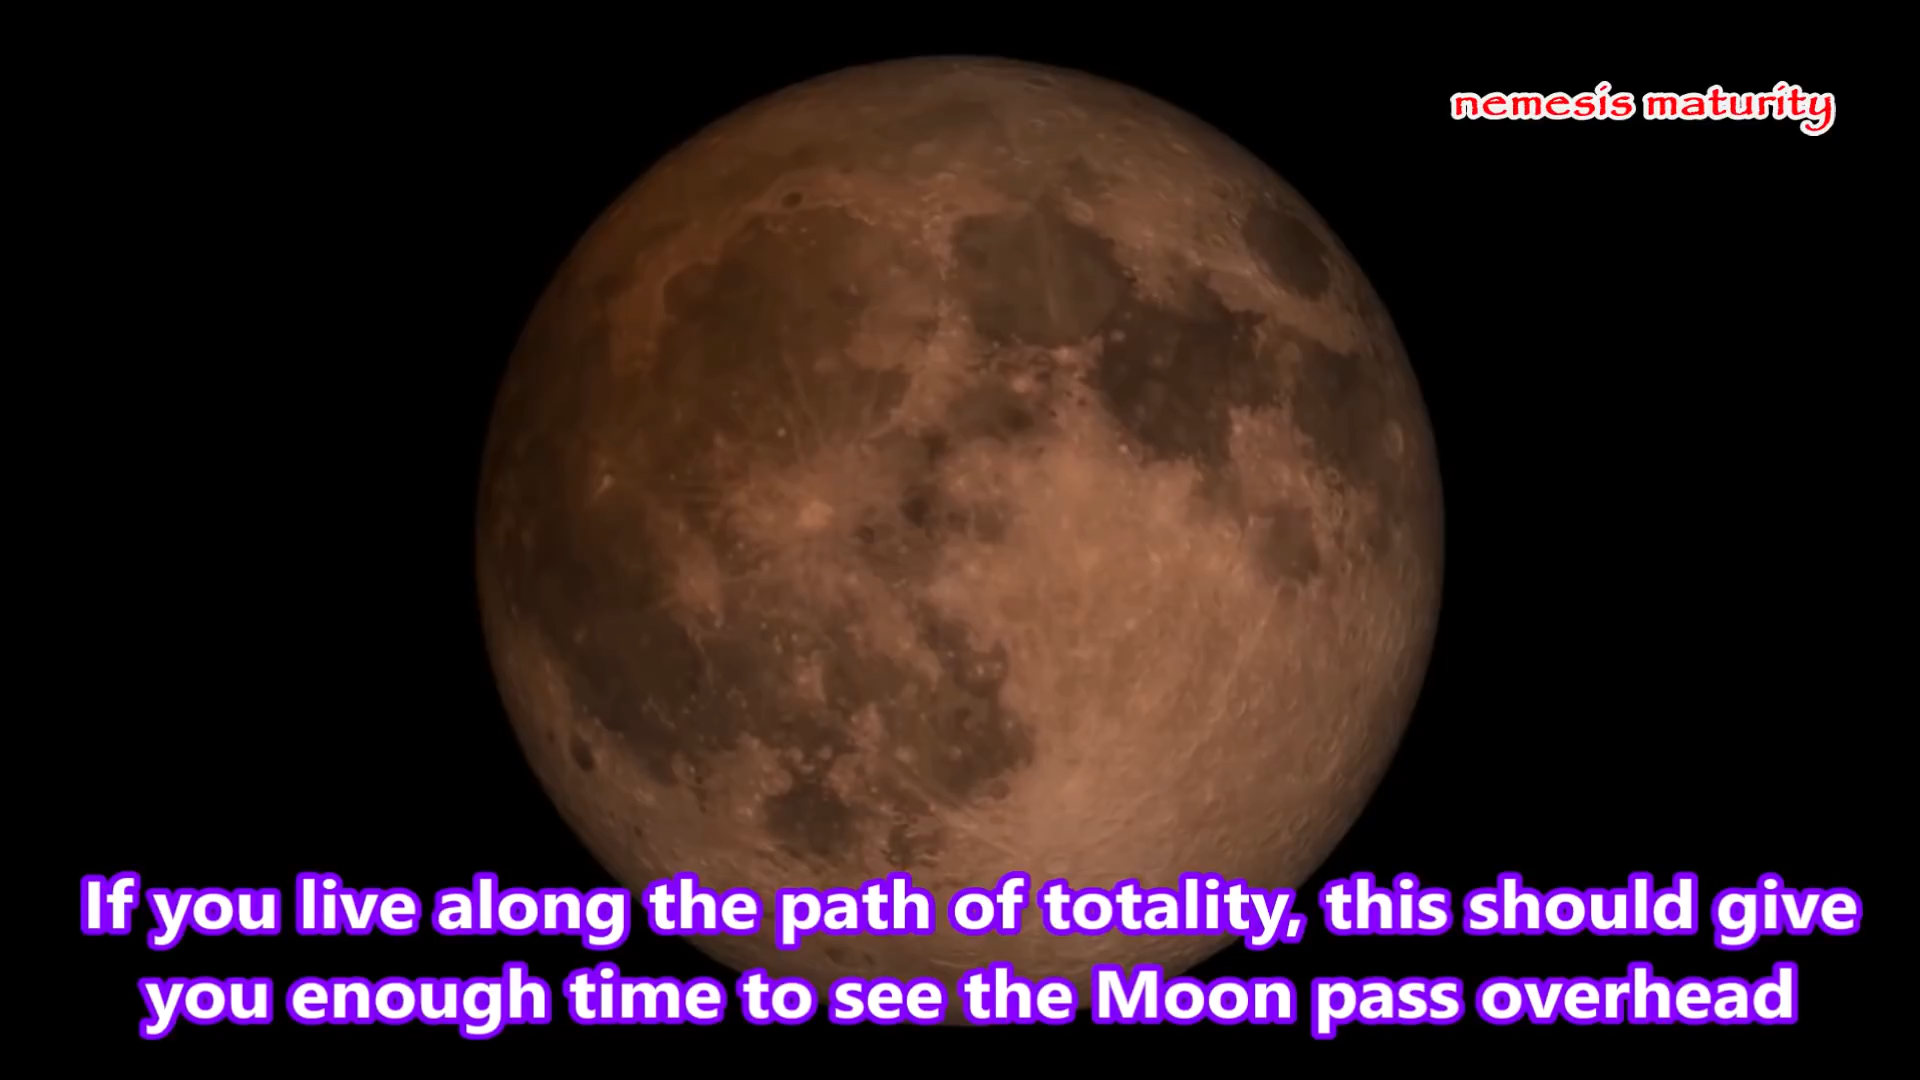 nemesis maturity
If you live along the path of totality, this should give
you enough time to see the Moon pass overhead